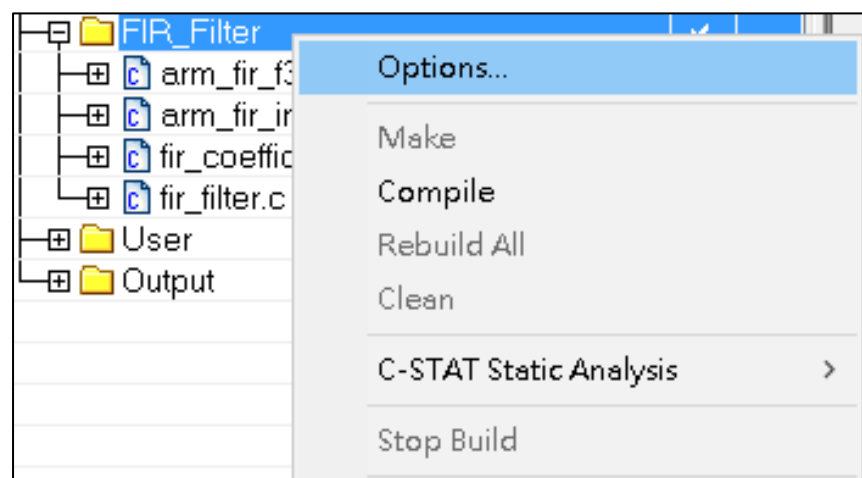 FIR_Filter
arm_fir_f3
arm_fir_ir
fir_coeffic
fir_filter.c
User
Output
Options...
Make
Compile
Rebuild All
Clean
C-STAT Static Analysis
Stop Build